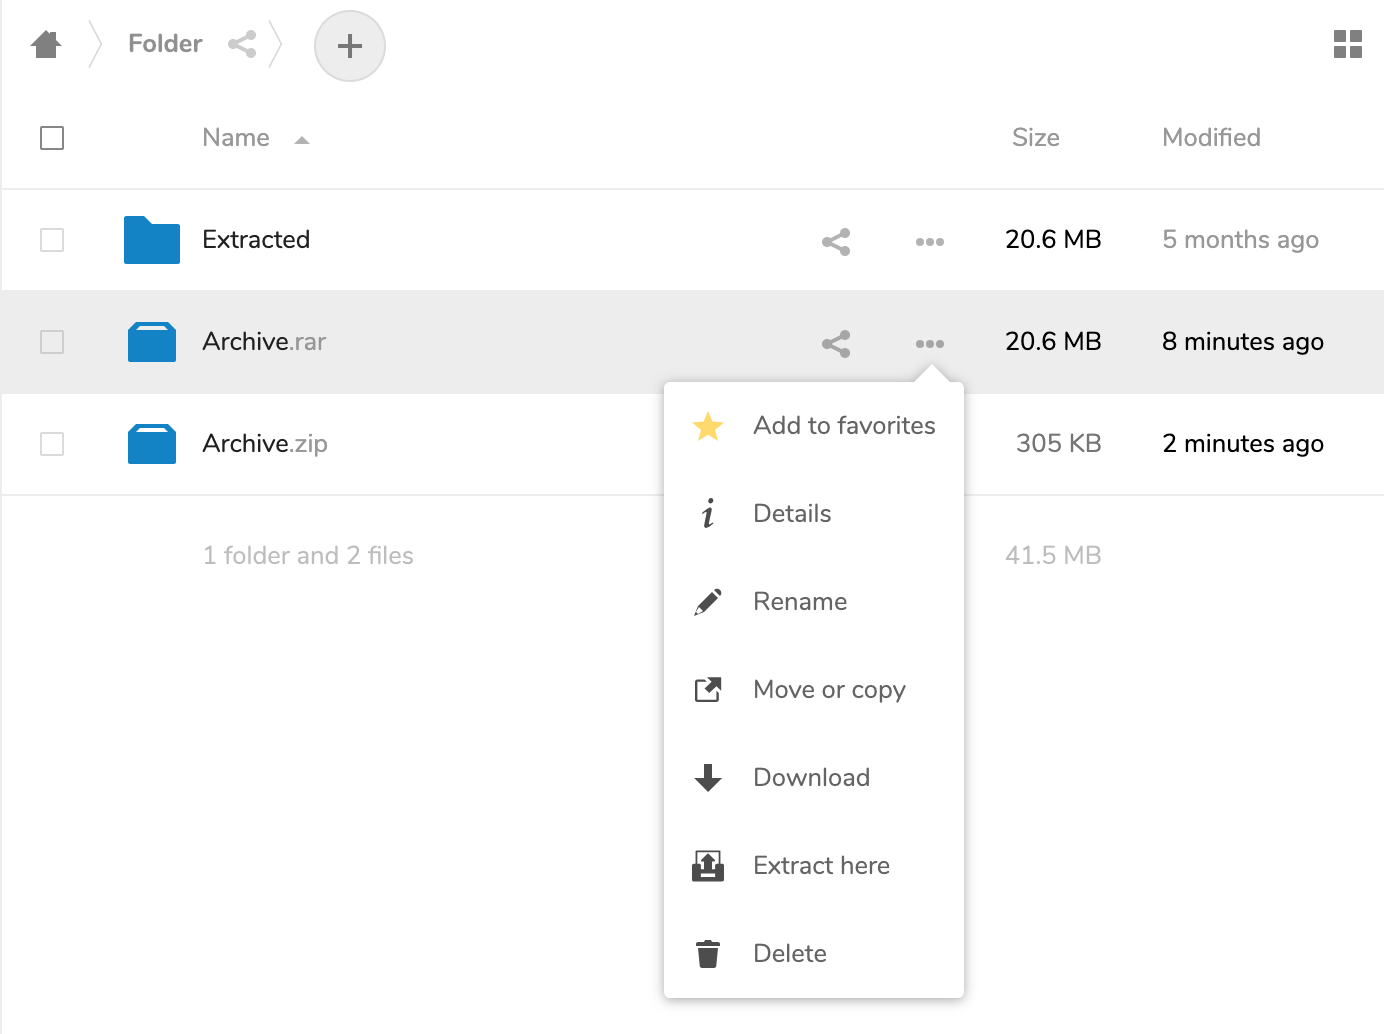 Folder
Name Size Modified
Extracted 20.6 MB 5 months ago
Archive.rar 20.6 MB 8 minutes ago
Archive.zip 305 KB 2 minutes ago
1 folder and 2 files 41.5 MB
Add to favorites
Details
Rename
Move or copy
Download
Extract here
Delete